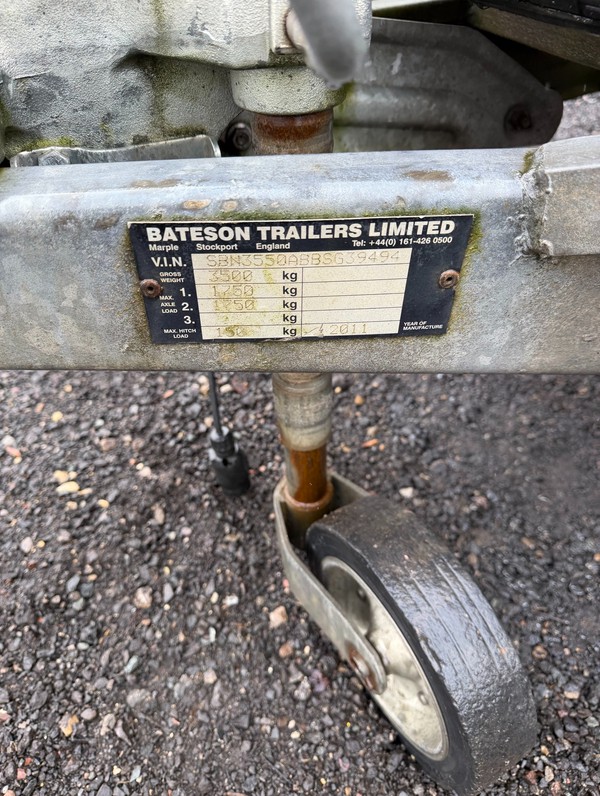 BATESON TRAILERS LIMITED
Marple Stockport England Tel: +44(0) 161-426 0500
V.I.N. SBN3550ABBSG39494
GROSS WEIGHT 3500 kg
MAX. AXLE LOAD 1. 1750 kg
2. 1750 kg
3. kg
MAX. HITCH LOAD 150 kg / 2011 YEAR OF MANUFACTURE